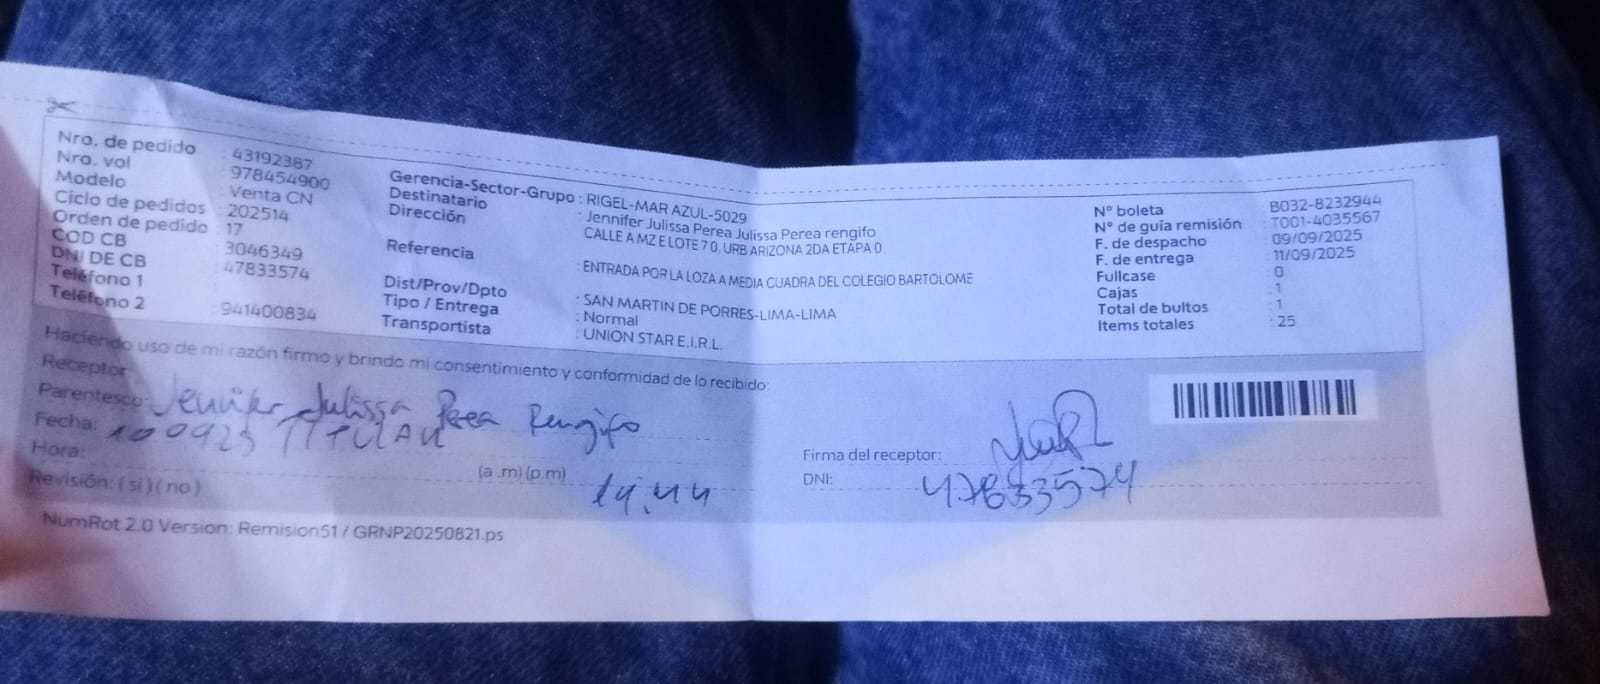 Nro. de pedido : 43192387
Nro. vol : 978454900
Modelo : Venta CN
Ciclo de pedidos : 202514
Orden de pedido : 17
COD CB : 3046349
DNI DE CB : 47833574
Teléfono 1
Teléfono 2 : 941400834
Gerencia-Sector-Grupo : RIGEL-MAR AZUL-5029
Destinatario : Jennifer Julissa Perea Julissa Perea rengifo
Dirección CALLE A MZ E LOTE 7 0, URB ARIZONA 2DA ETAPA 0
Referencia : ENTRADA POR LA LOZA A MEDIA CUADRA DEL COLEGIO BARTOLOME
Dist/Prov/Dpto : SAN MARTIN DE PORRES-LIMA-LIMA
Tipo / Entrega : Normal
Transportista : UNION STAR E.I.R.L.
N° boleta : B032-8232944
N° de guía remisión : T001-4035567
F. de despacho : 09/09/2025
F. de entrega : 11/09/2025
Fullcase : 0
Cajas : 1
Total de bultos : 1
Items totales : 25
Haciendo uso de mi razón firmo y brindo mi consentimiento y conformidad de lo recibido:
Receptor: Jennifer Julissa Perea Rengifo
Parentesco: TITULAR
Fecha: 100925
Hora: (a .m) (p.m) 14:44
Revisión: ( si ) ( no )
Firma del receptor:
DNI: 47833574
NumRot 2.0 Version: Remision51 / GRNP20250821.ps